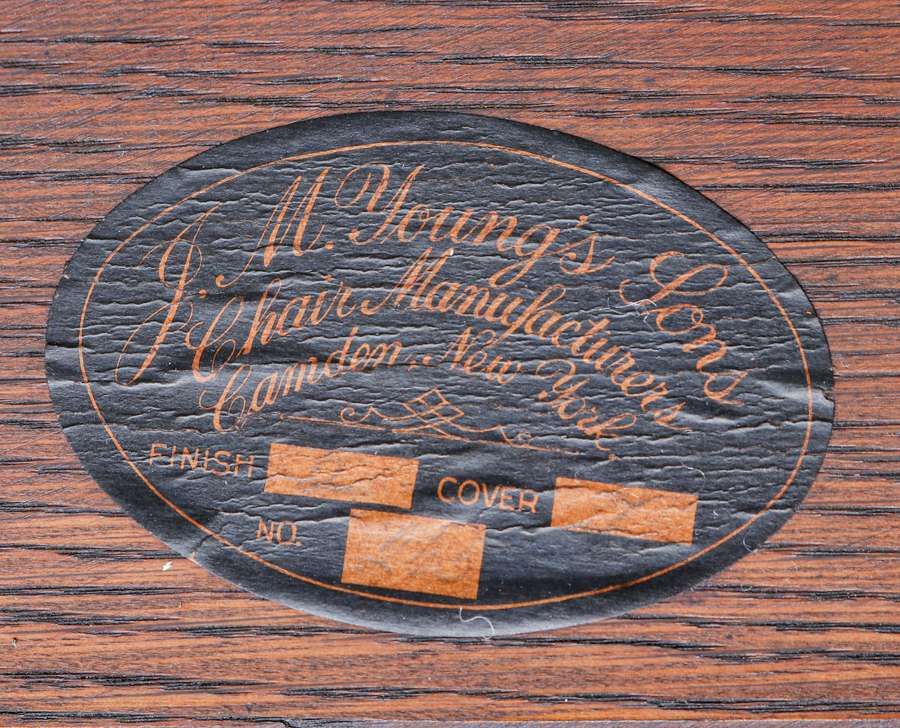 J. M. Young's Sons
Chair Manufacturers
Camden,, New York
FINISH COVER
NO.